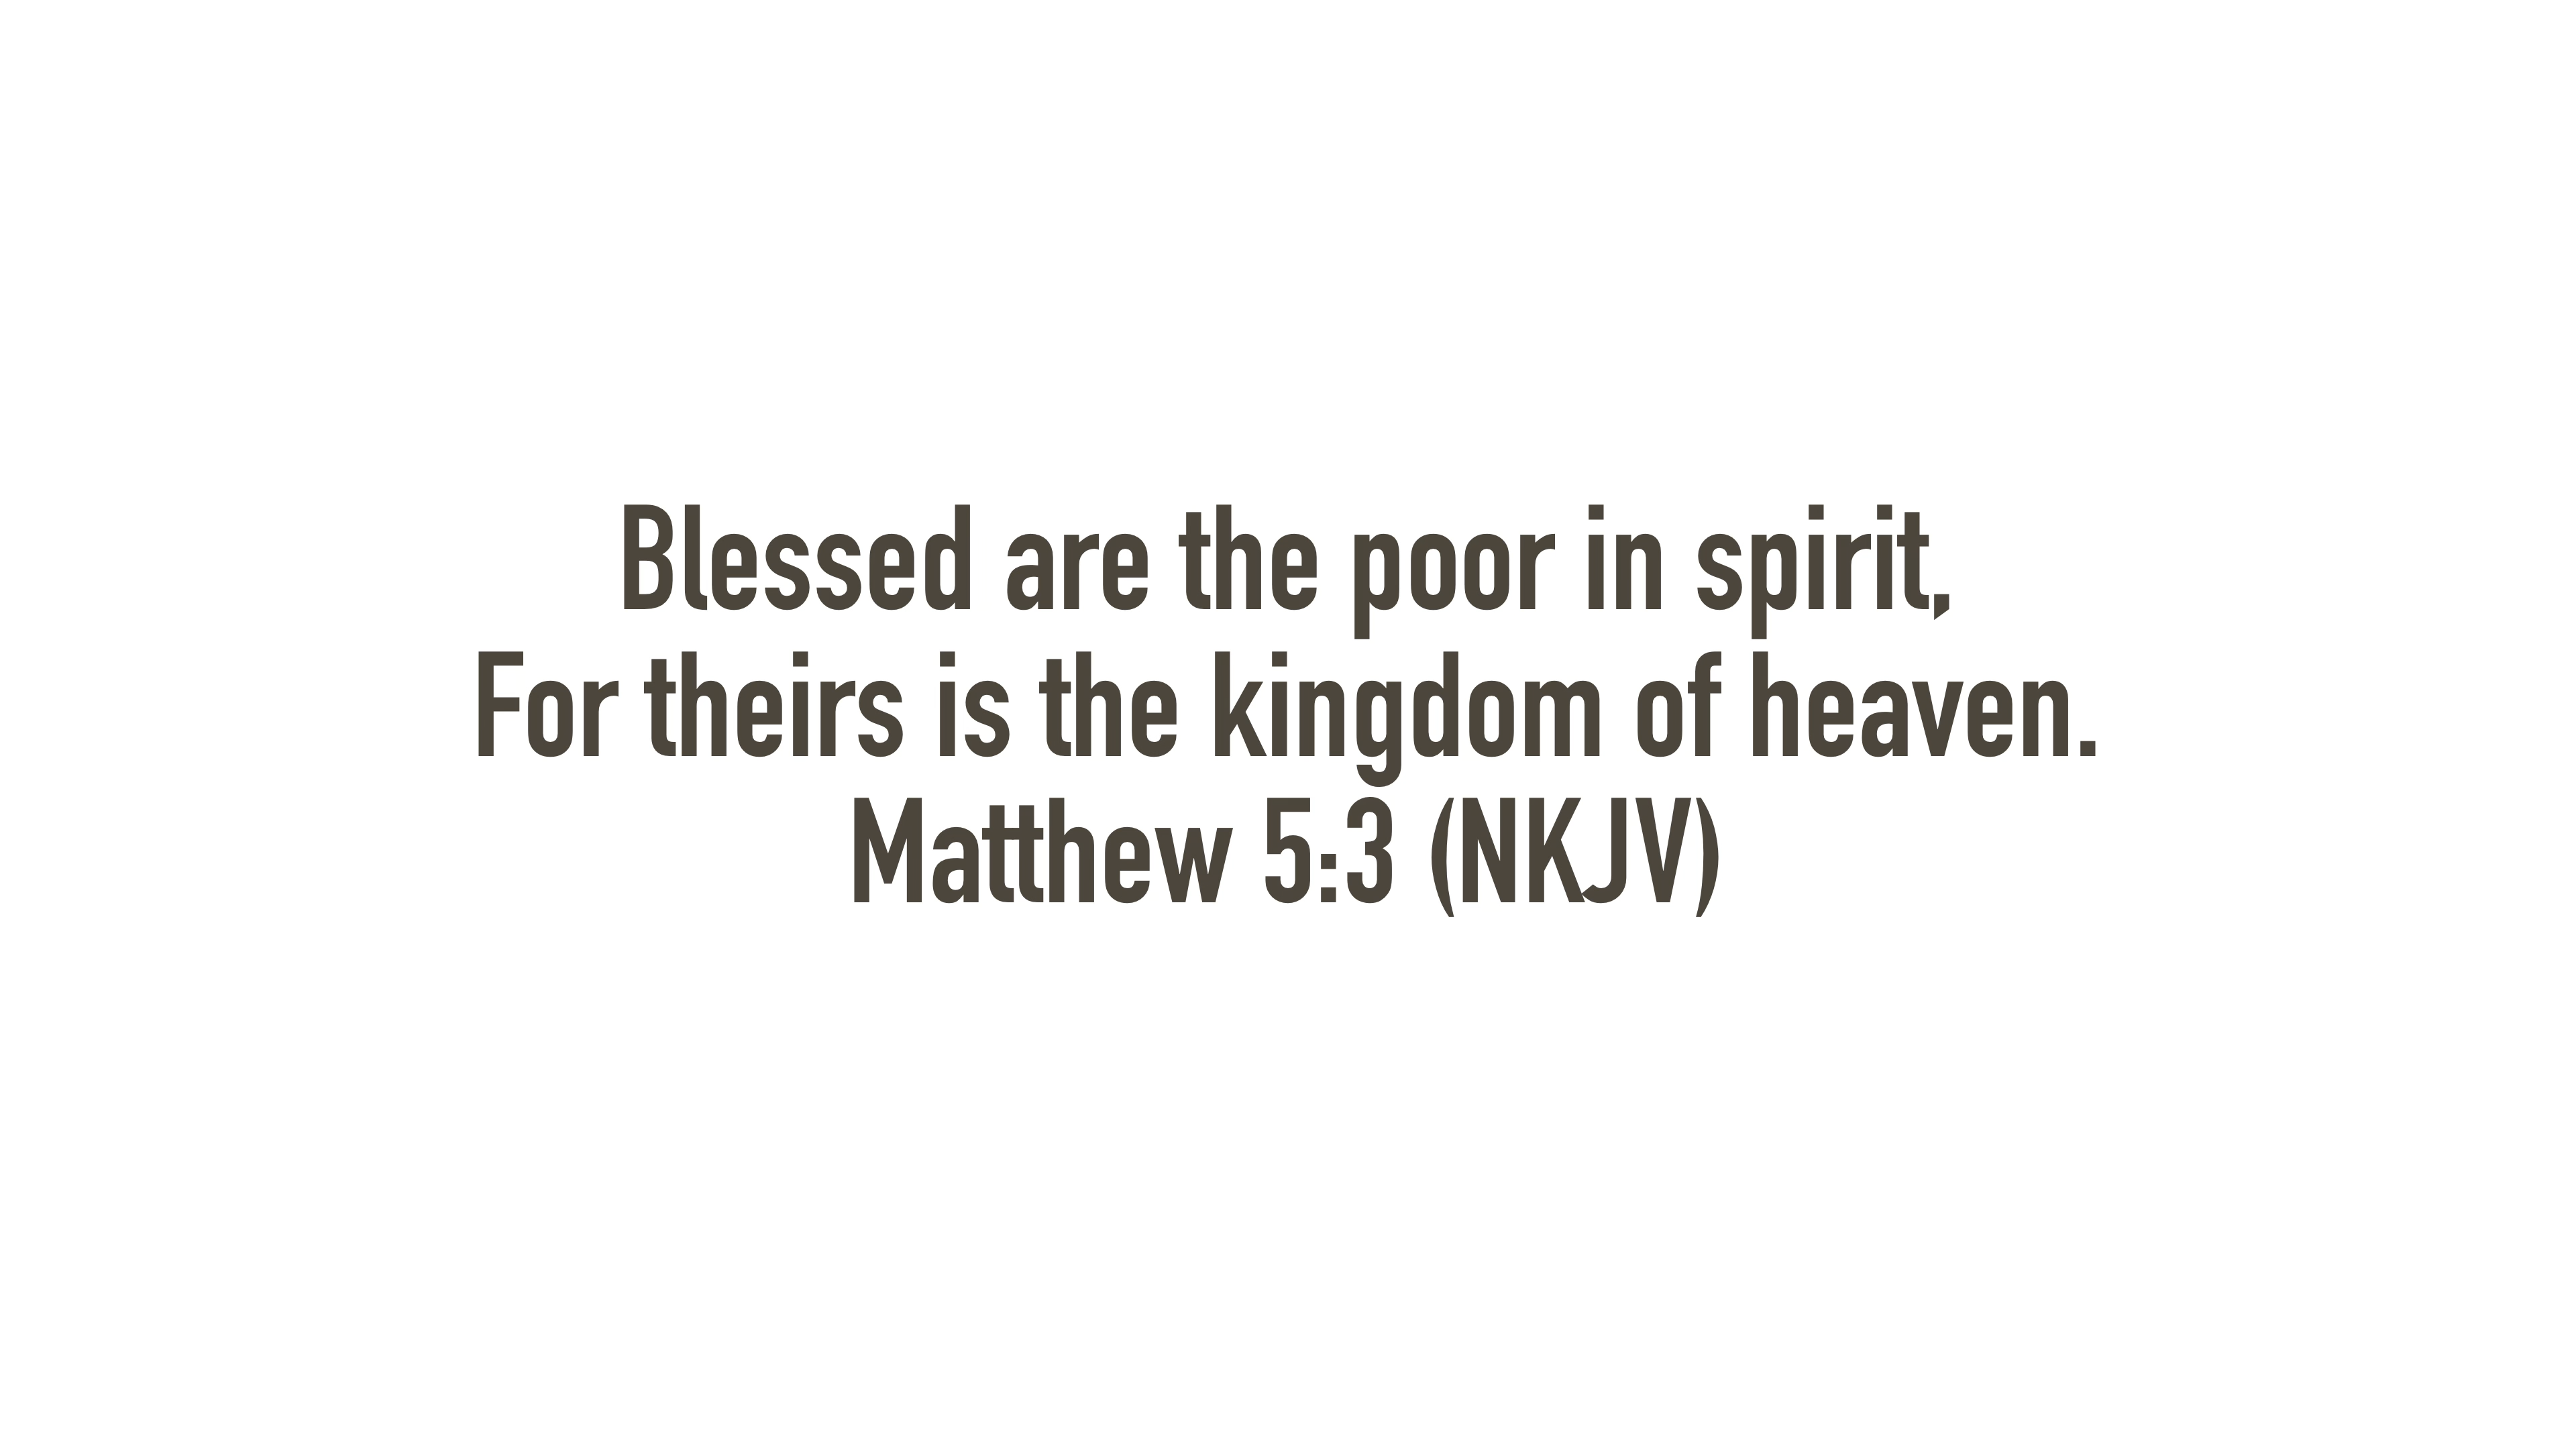 Blessed are the poor in spirit,
For theirs is the kingdom of heaven.
Matthew 5:3 (NKJV)